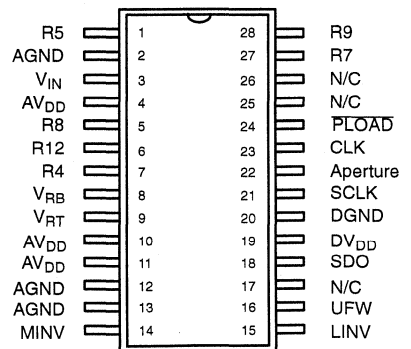 R5 1 28 R9
AGND 2 27 R7
VIN 3 26 N/C
AVDD 4 25 N/C
R8 5 24 PLOAD
R12 6 23 CLK
R4 7 22 Aperture
VRB 8 21 SCLK
VRT 9 20 DGND
AVDD 10 19 DVDD
AVDD 11 18 SDO
AGND 12 17 N/C
AGND 13 16 UFW
MINV 14 15 LINV